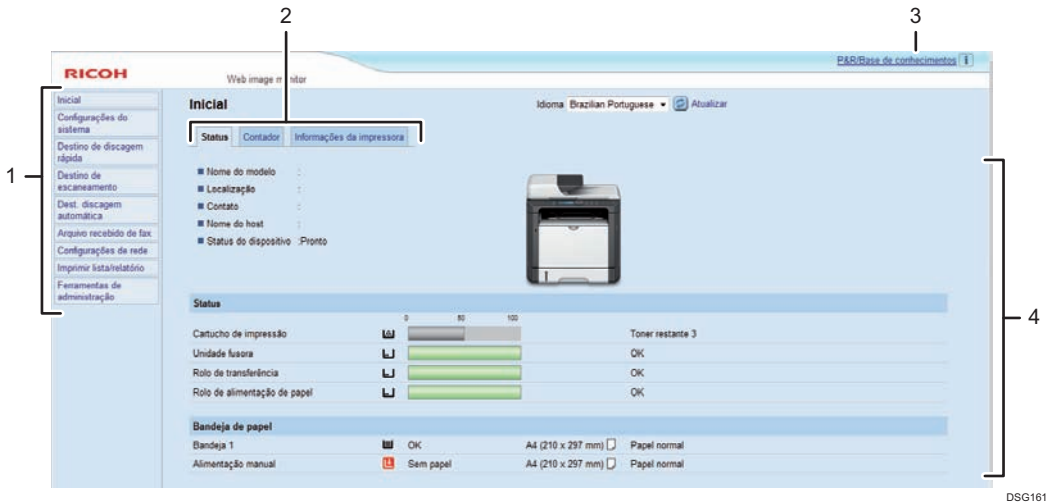 2
3
P&R/Base de conhecimentos
RICOH
Web image monitor
1
Inicial
Configurações do
sistema
Destino de discagem
rápida
Destino de
escaneamento
Dest. discagem
automática
Arquivo recebido de fax
Configurações de rede
Imprimir lista/relatório
Ferramentas de
administração
Inicial
Idioma Brazilian Portuguese Atualizar
Status Contador Informações da impressora
Nome do modelo :
Localização :
Contato :
Nome do host :
Status do dispositivo :Pronto
4
Status
0 50 100
Cartucho de impressão Toner restante 3
Unidade fusora OK
Rolo de transferência OK
Rolo de alimentação de papel OK
Bandeja de papel
Bandeja 1 OK A4 (210 x 297 mm) Papel normal
Alimentação manual Sem papel A4 (210 x 297 mm) Papel normal
DSG161